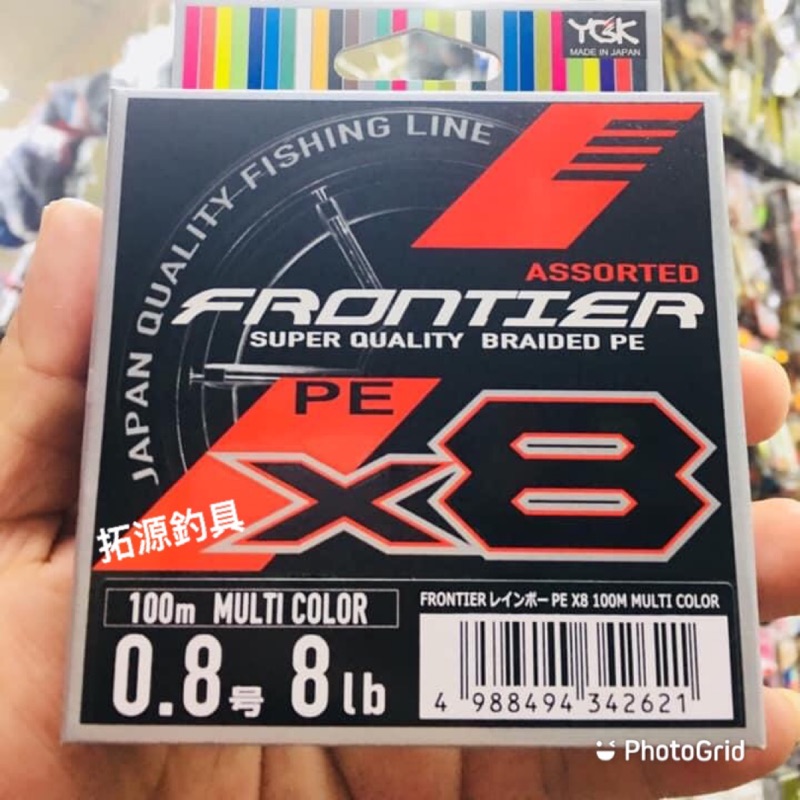 YGK
MADE IN JAPAN
JAPAN QUALITY FISHING LINE
ASSORTED
FRONTIER
SUPER QUALITY BRAIDED PE
PE
X8
拓源釣具
100m MULTI COLOR
0.8号 8lb
FRONTIER レインボー PE X8 100M MULTI COLOR
4 988494 342621
PhotoGrid